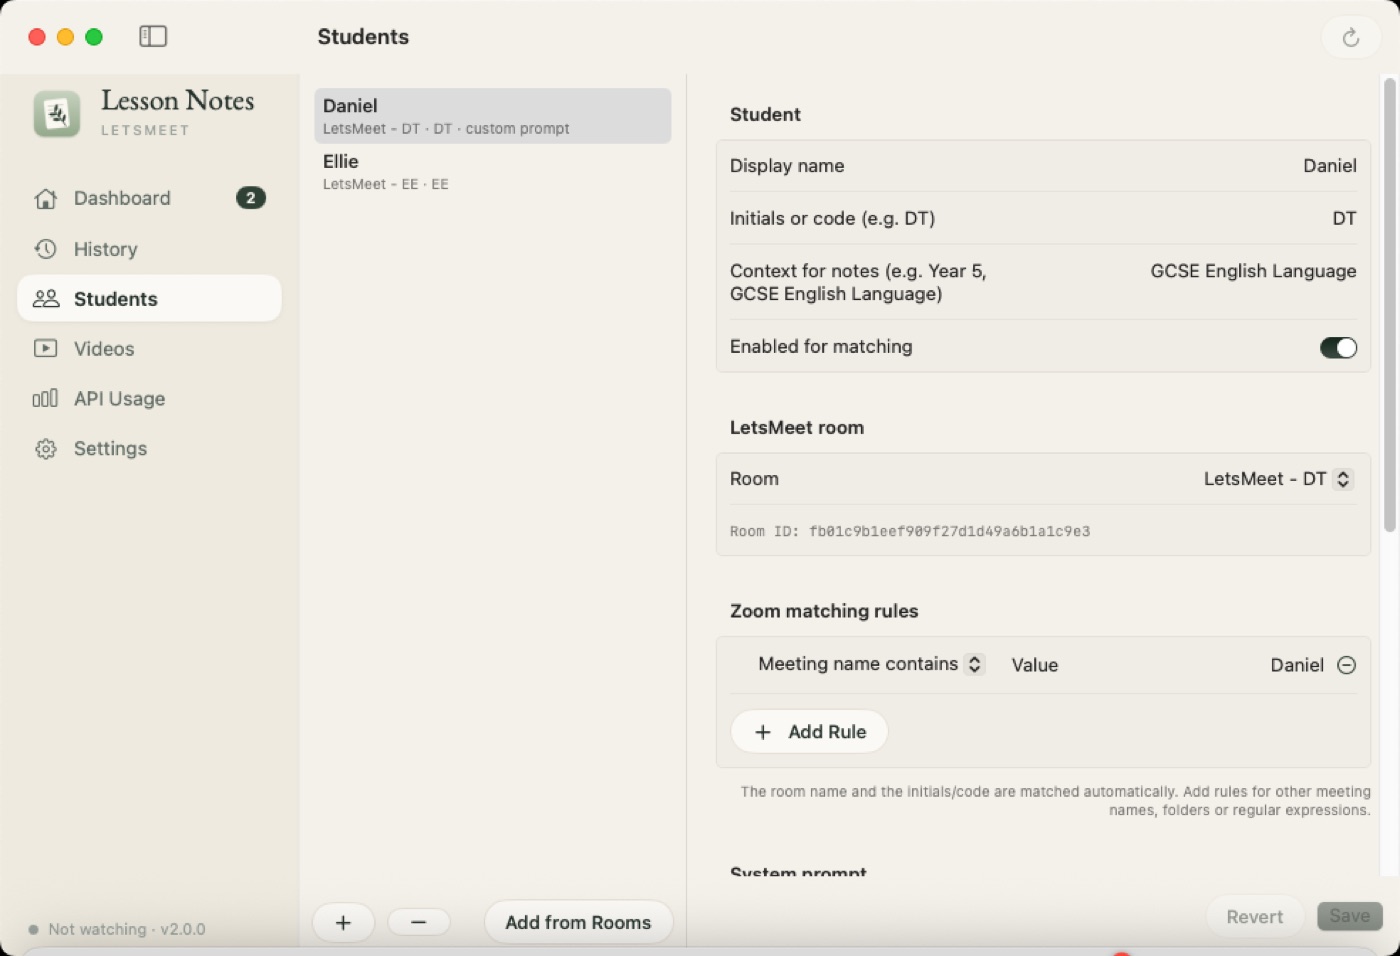 Students
Lesson Notes
LETSMEET
Dashboard 2
History
Students
Videos
API Usage
Settings
Not watching · v2.0.0
Daniel
LetsMeet - DT · DT · custom prompt
Ellie
LetsMeet - EE · EE
Add from Rooms
Student
Display name Daniel
Initials or code (e.g. DT) DT
Context for notes (e.g. Year 5, GCSE English Language
GCSE English Language)
Enabled for matching
LetsMeet room
Room LetsMeet - DT
Room ID: fb01c9b1eef909f27d1d49a6b1a1c9e3
Zoom matching rules
Meeting name contains Value Daniel
+ Add Rule
The room name and the initials/code are matched automatically. Add rules for other meeting
names, folders or regular expressions.
System prompt
Revert Save